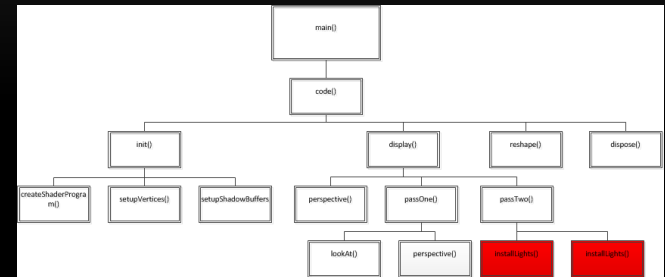 main()
code()
init()
display()
reshape()
dispose()
createShaderProgra
m()
setupVertices()
setupShadowBuffers
perspective()
passOne()
passTwo()
lookAt()
perspective()
installLights()
installLights()